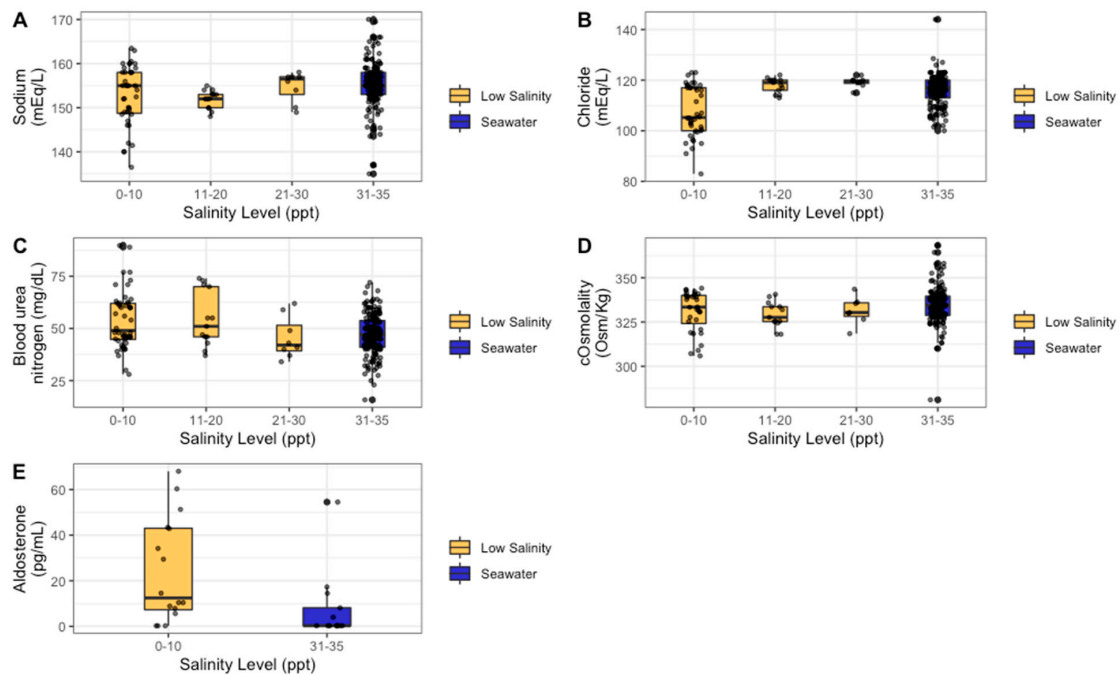 A
Sodium
(mEq/L)
170
160
150
140
0-10
11-20
21-30
31-35
Salinity Level (ppt)
Low Salinity
Seawater
B
Chloride
(mEq/L)
140
120
100
80
0-10
11-20
21-30
31-35
Salinity Level (ppt)
Low Salinity
Seawater
C
Blood urea
nitrogen (mg/dL)
75
50
25
0-10
11-20
21-30
31-35
Salinity Level (ppt)
Low Salinity
Seawater
D
cOsmolality
(Osm/Kg)
350
325
300
0-10
11-20
21-30
31-35
Salinity Level (ppt)
Low Salinity
Seawater
E
Aldosterone
(pg/mL)
60
40
20
0
0-10
31-35
Salinity Level (ppt)
Low Salinity
Seawater